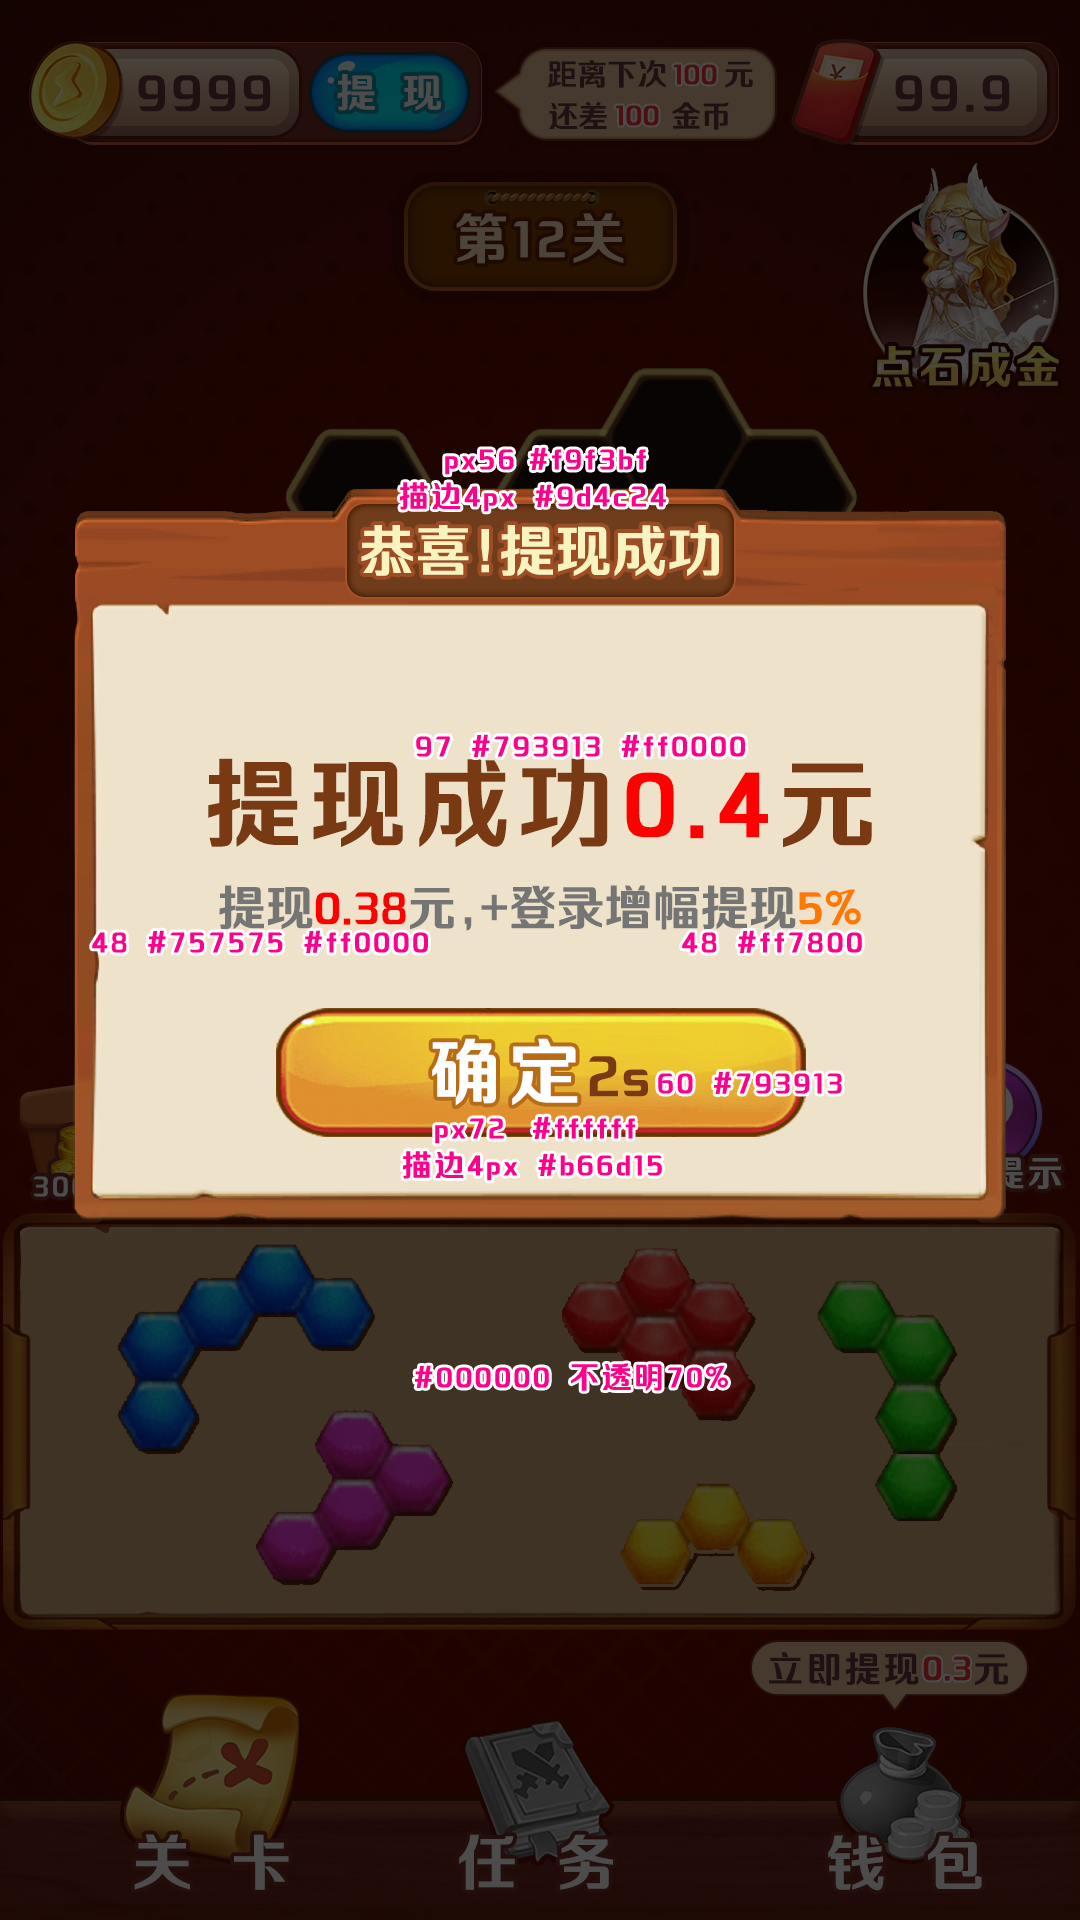 9999
提 现
距离下次100元
还差100 金币
99.9
第12关
点石成金
px56 #f9f3bf
描边4px #9d4c24
恭喜!提现成功
97 #793913 #ff0000
提现成功0.4元
提现0.38元,+登录增幅提现5%
48 #757575 #ff0000
48 #ff7800
确定2s
60 #793913
px72 #ffffff
描边4px #b66d15
提示
#000000 不透明70%
立即提现0.3元
关 卡
任 务
钱 包